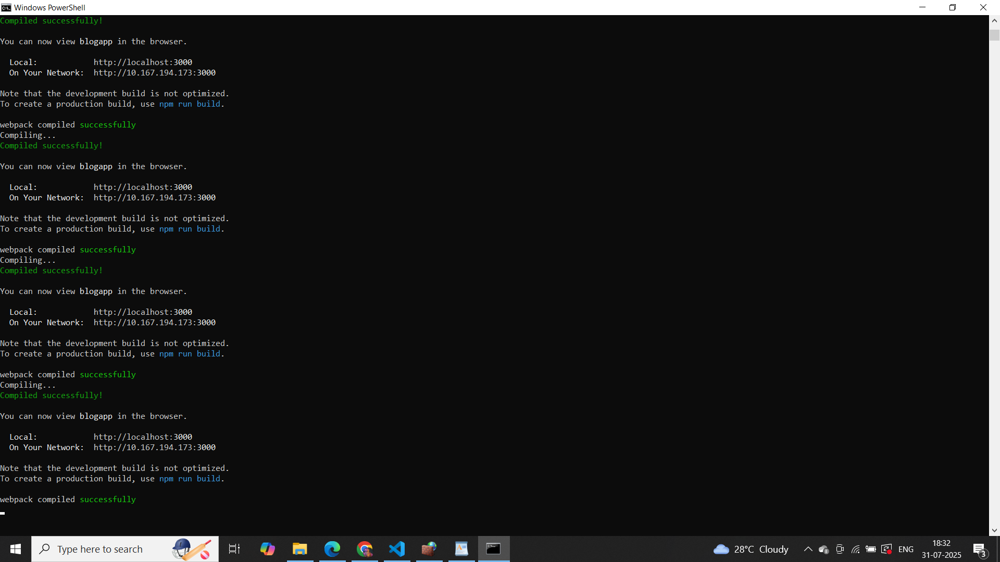 Windows PowerShell
Compiled successfully!
You can now view blogapp in the browser.
Local:            http://localhost:3000
On Your Network:  http://10.167.194.173:3000
Note that the development build is not optimized.
To create a production build, use npm run build.
webpack compiled successfully
Compiling...
Compiled successfully!
You can now view blogapp in the browser.
Local:            http://localhost:3000
On Your Network:  http://10.167.194.173:3000
Note that the development build is not optimized.
To create a production build, use npm run build.
webpack compiled successfully
Compiling...
Compiled successfully!
You can now view blogapp in the browser.
Local:            http://localhost:3000
On Your Network:  http://10.167.194.173:3000
Note that the development build is not optimized.
To create a production build, use npm run build.
webpack compiled successfully
Compiling...
Compiled successfully!
You can now view blogapp in the browser.
Local:            http://localhost:3000
On Your Network:  http://10.167.194.173:3000
Note that the development build is not optimized.
To create a production build, use npm run build.
webpack compiled successfully
Type here to search
28°C Cloudy
ENG
18:32
31-07-2025
3